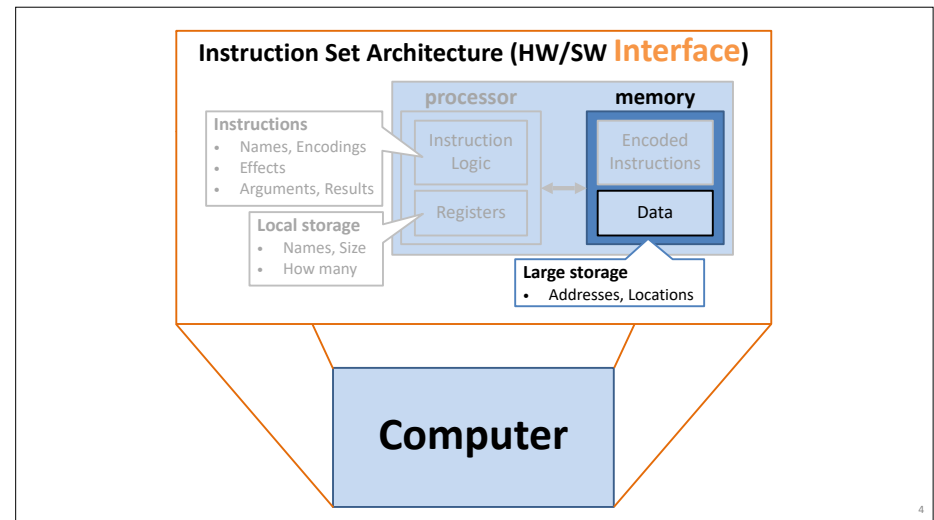 Instruction Set Architecture (HW/SW Interface)
processor
memory
Instructions
• Names, Encodings
• Effects
• Arguments, Results
Instruction
Logic
Encoded
Instructions
Local storage
• Names, Size
• How many
Registers
Data
Large storage
• Addresses, Locations
Computer
4